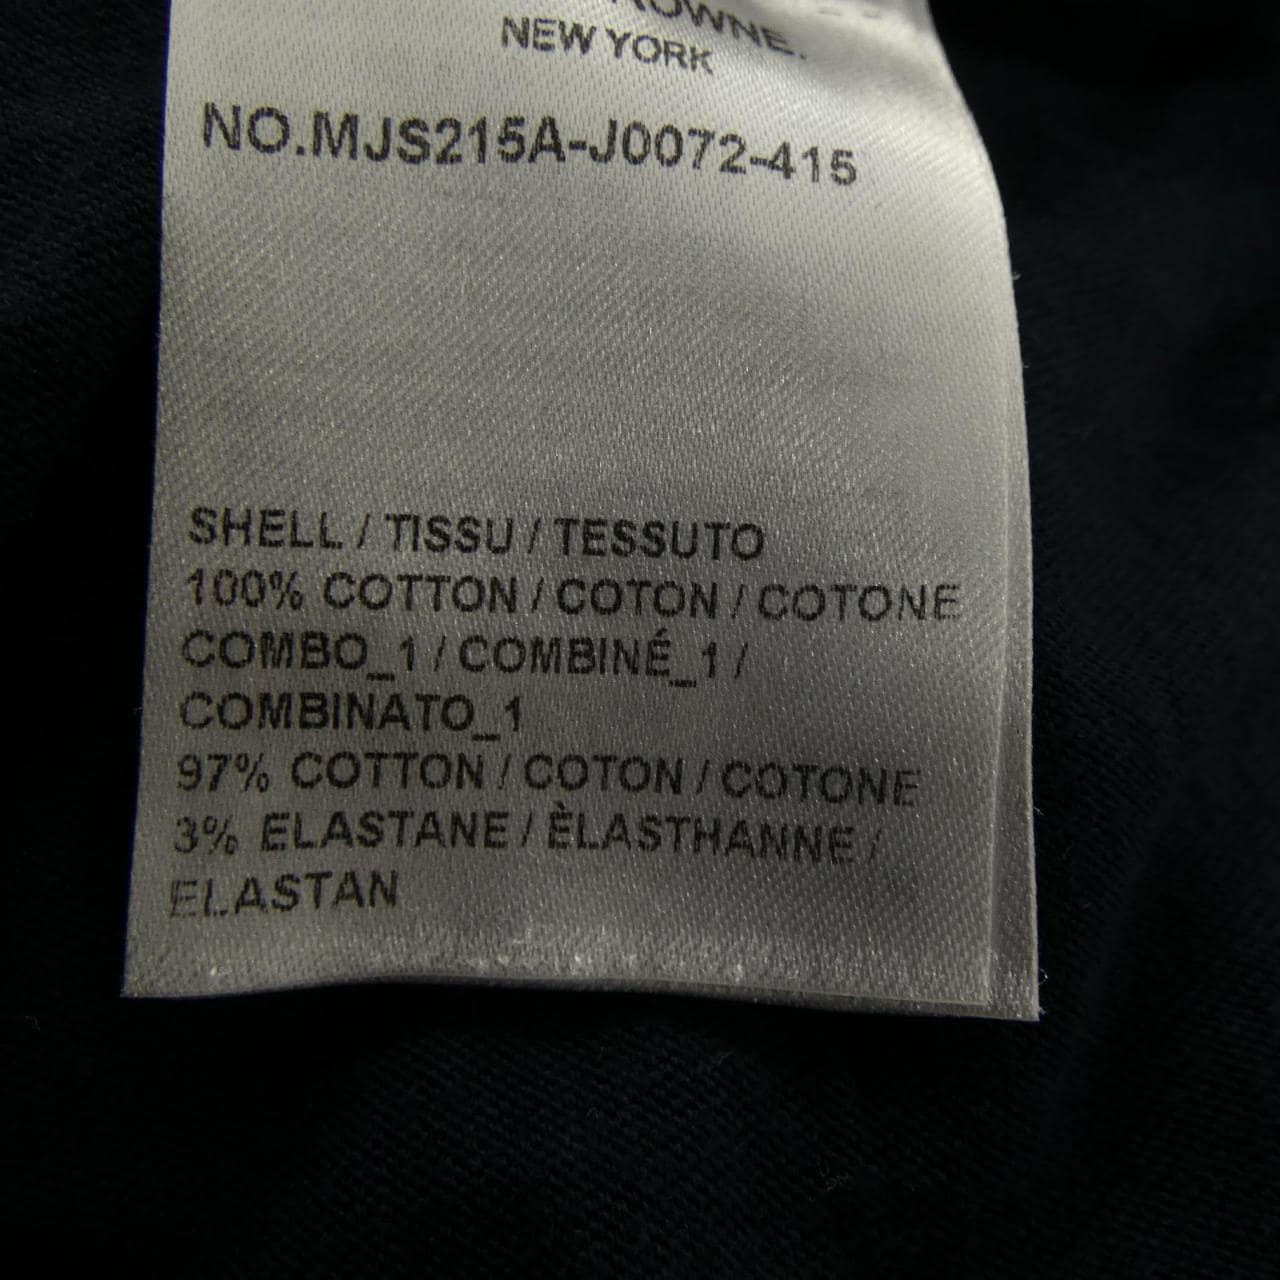 ROWNE.
NEW YORK
NO.MJS215A-J0072-415
SHELL / TISSU / TESSUTO
100% COTTON / COTON / COTONE
COMBO_1 / COMBINÉ_1 /
COMBINATO_1
97% COTTON / COTON / COTONE
3% ELASTANE / ÈLASTHANNE /
ELASTAN